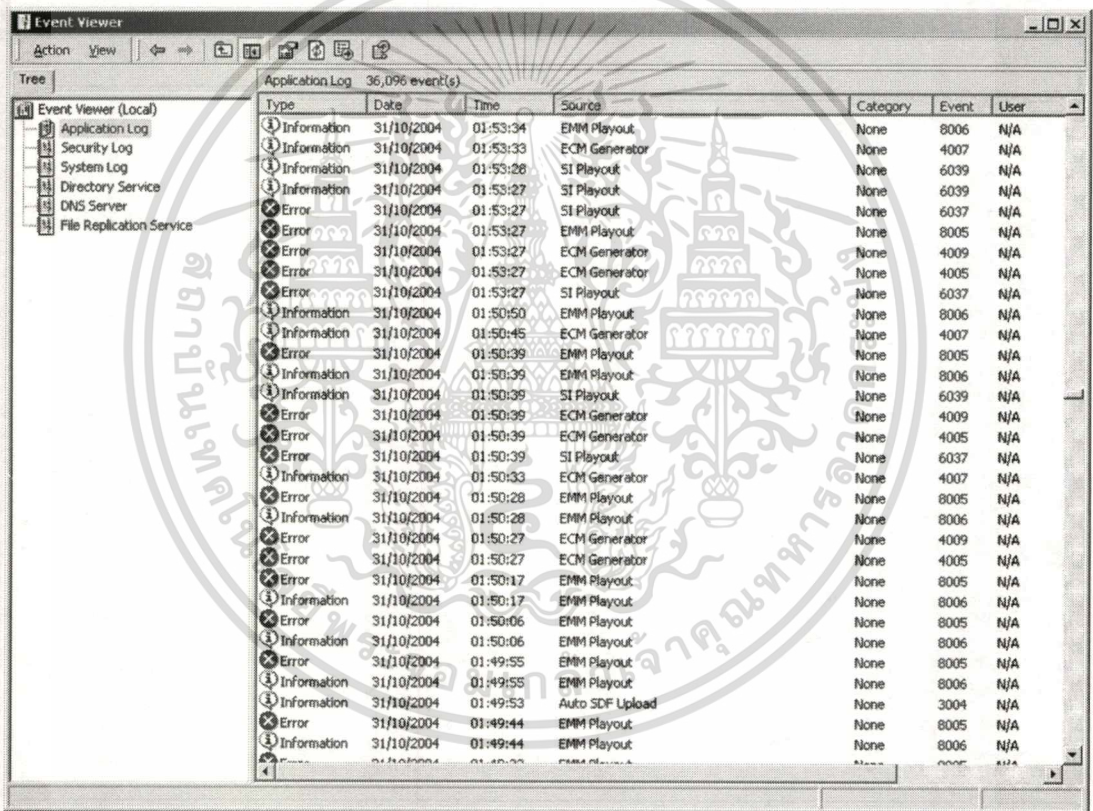 Event Viewer
Action View
Tree
Application Log 36,096 event(s)
Event Viewer (Local)
Application Log
Security Log
System Log
Directory Service
DNS Server
File Replication Service
Type Date Time Source Category Event User
Information 31/10/2004 01:53:34 EMM Playout None 8006 N/A
Information 31/10/2004 01:53:33 ECM Generator None 4007 N/A
Information 31/10/2004 01:53:28 SI Playout None 6039 N/A
Information 31/10/2004 01:53:27 SI Playout None 6039 N/A
Error 31/10/2004 01:53:27 SI Playout None 6037 N/A
Error 31/10/2004 01:53:27 EMM Playout None 8005 N/A
Error 31/10/2004 01:53:27 ECM Generator None 4009 N/A
Error 31/10/2004 01:53:27 ECM Generator None 4005 N/A
Error 31/10/2004 01:53:27 SI Playout None 6037 N/A
Information 31/10/2004 01:50:50 EMM Playout None 8006 N/A
Information 31/10/2004 01:50:45 ECM Generator None 4007 N/A
Error 31/10/2004 01:50:39 EMM Playout None 8005 N/A
Information 31/10/2004 01:50:39 EMM Playout None 8006 N/A
Information 31/10/2004 01:50:39 SI Playout None 6039 N/A
Error 31/10/2004 01:50:39 ECM Generator None 4009 N/A
Error 31/10/2004 01:50:39 ECM Generator None 4005 N/A
Error 31/10/2004 01:50:39 SI Playout None 6037 N/A
Information 31/10/2004 01:50:33 ECM Generator None 4007 N/A
Error 31/10/2004 01:50:28 EMM Playout None 8005 N/A
Information 31/10/2004 01:50:28 EMM Playout None 8006 N/A
Error 31/10/2004 01:50:27 ECM Generator None 4009 N/A
Error 31/10/2004 01:50:27 ECM Generator None 4005 N/A
Error 31/10/2004 01:50:17 EMM Playout None 8005 N/A
Information 31/10/2004 01:50:17 EMM Playout None 8006 N/A
Error 31/10/2004 01:50:06 EMM Playout None 8005 N/A
Information 31/10/2004 01:50:06 EMM Playout None 8006 N/A
Error 31/10/2004 01:49:55 EMM Playout None 8005 N/A
Information 31/10/2004 01:49:55 EMM Playout None 8006 N/A
Information 31/10/2004 01:49:53 Auto SDF Upload None 3004 N/A
Error 31/10/2004 01:49:44 EMM Playout None 8005 N/A
Information 31/10/2004 01:49:44 EMM Playout None 8006 N/A